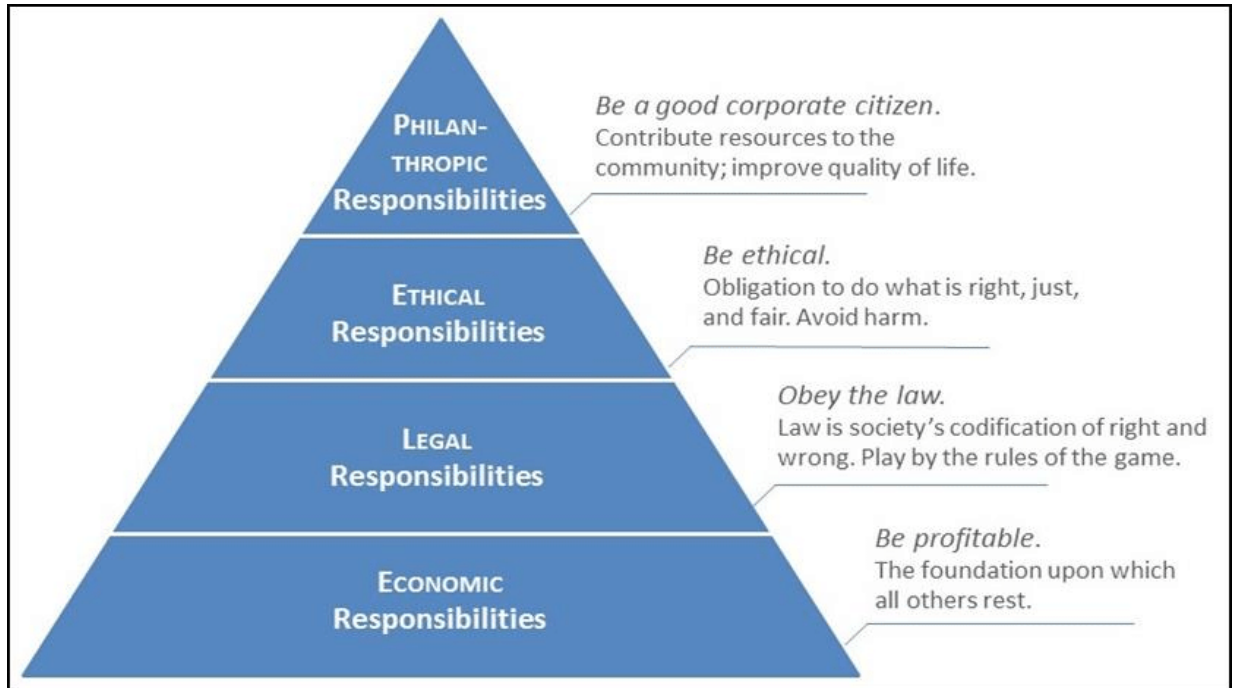 PHILAN-
THROPIC
Responsibilities
Be a good corporate citizen.
Contribute resources to the
community; improve quality of life.
ETHICAL
Responsibilities
Be ethical.
Obligation to do what is right, just,
and fair. Avoid harm.
LEGAL
Responsibilities
Obey the law.
Law is society’s codification of right and
wrong. Play by the rules of the game.
ECONOMIC
Responsibilities
Be profitable.
The foundation upon which
all others rest.